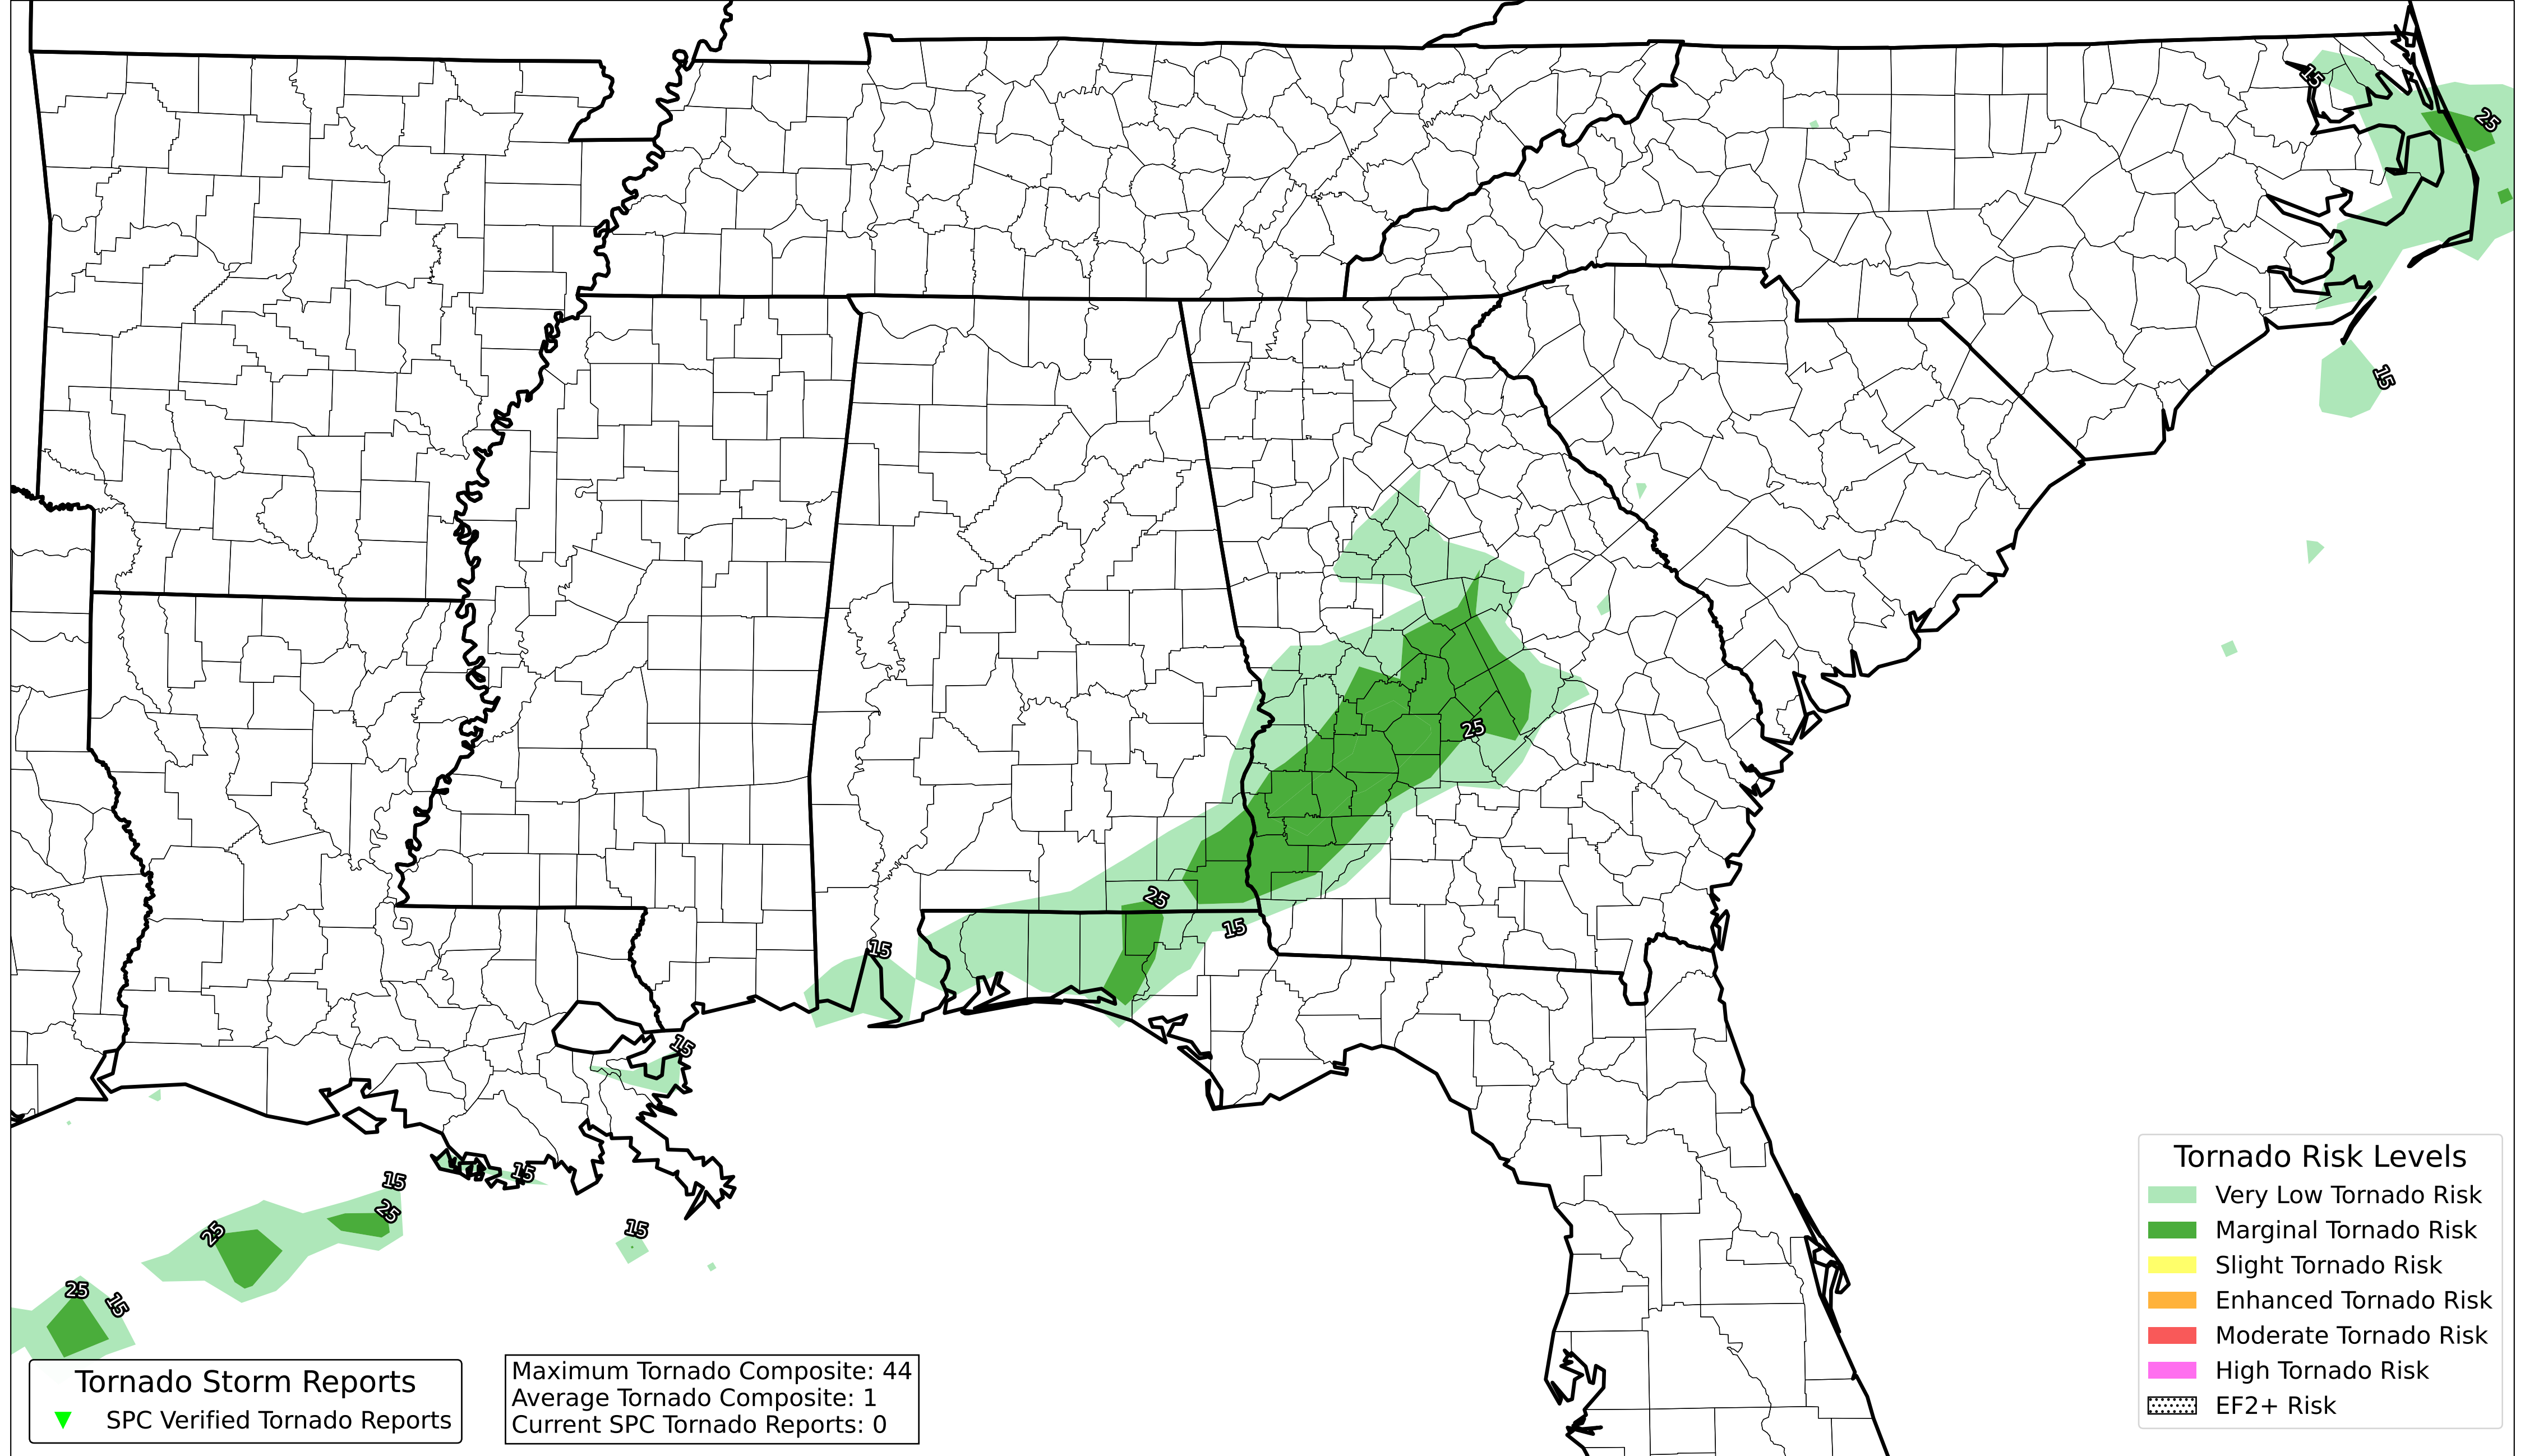 15
25
15
25
25
15
15
15
15
15
25
25
15
25
15
Tornado Risk Levels
Very Low Tornado Risk
Marginal Tornado Risk
Slight Tornado Risk
Enhanced Tornado Risk
Moderate Tornado Risk
High Tornado Risk
EF2+ Risk
Tornado Storm Reports
SPC Verified Tornado Reports
Maximum Tornado Composite: 44
Average Tornado Composite: 1
Current SPC Tornado Reports: 0